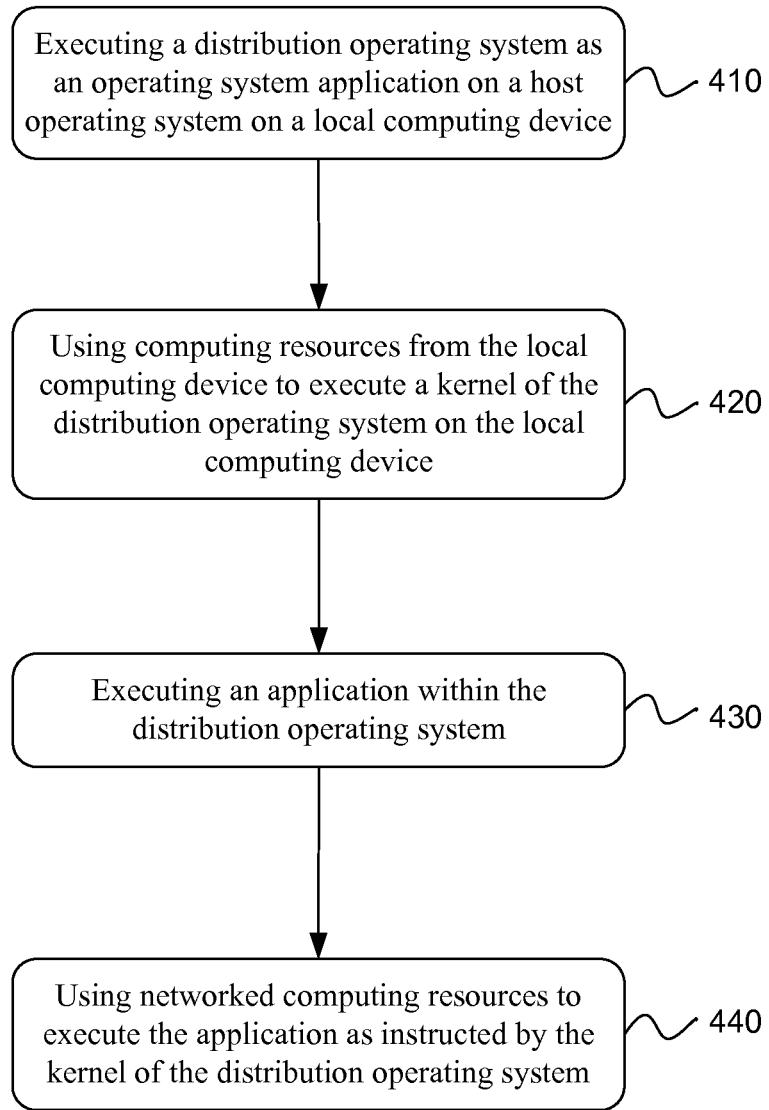 Executing a distribution operating system as
an operating system application on a host
operating system on a local computing device
410
Using computing resources from the local
computing device to execute a kernel of the
distribution operating system on the local
computing device
420
Executing an application within the
distribution operating system
430
Using networked computing resources to
execute the application as instructed by the
kernel of the distribution operating system
440